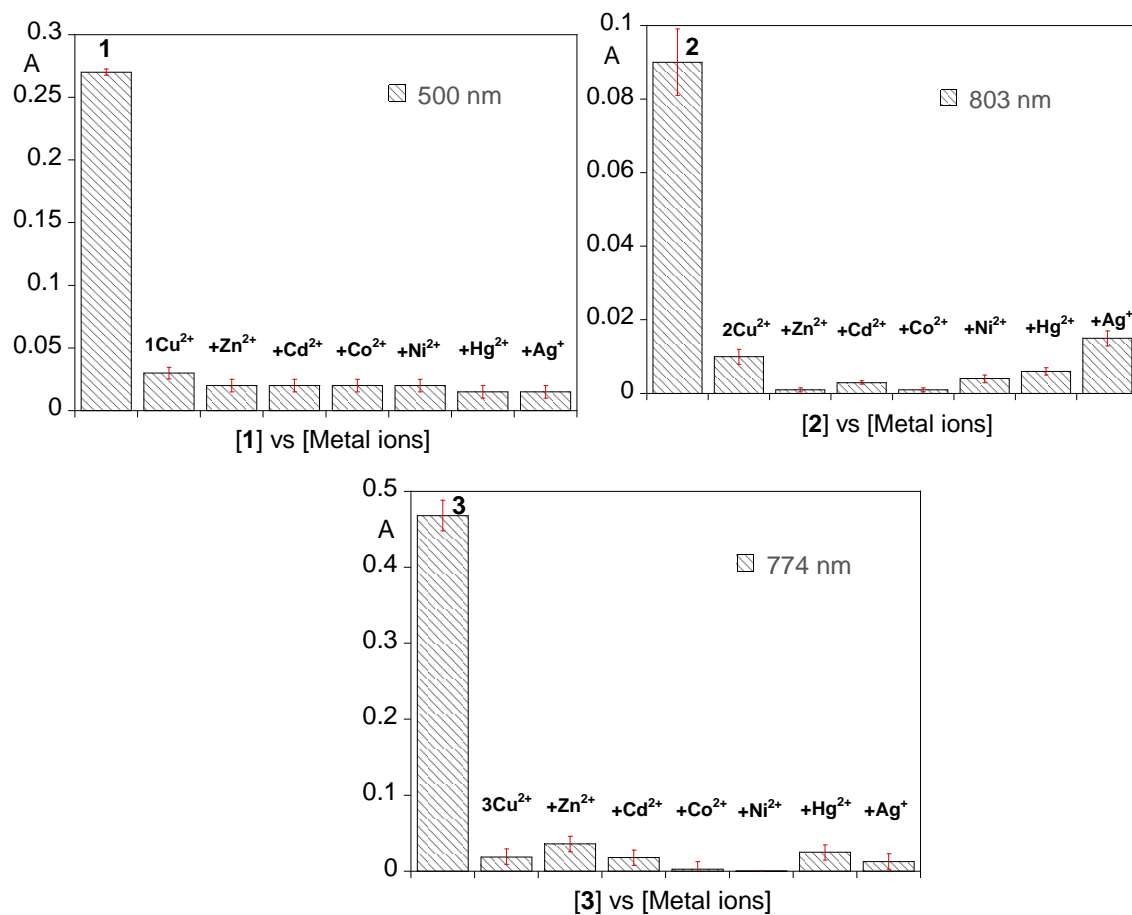 0.3
A
0.25
0.2
0.15
0.1
0.05
0
1
500 nm
1Cu²⁺ +Zn²⁺ +Cd²⁺ +Co²⁺ +Ni²⁺ +Hg²⁺ +Ag⁺
[1] vs [Metal ions]
0.1
A
0.08
0.06
0.04
0.02
0
2
803 nm
2Cu²⁺ +Zn²⁺ +Cd²⁺ +Co²⁺ +Ni²⁺ +Hg²⁺ +Ag⁺
[2] vs [Metal ions]
0.5
A
0.4
0.3
0.2
0.1
0
3
774 nm
3Cu²⁺ +Zn²⁺ +Cd²⁺ +Co²⁺ +Ni²⁺ +Hg²⁺ +Ag⁺
[3] vs [Metal ions]